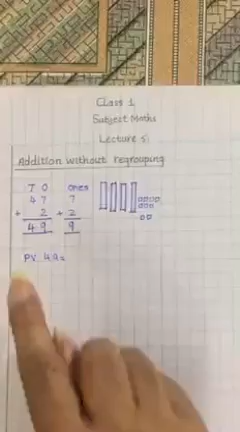 Class 1
Subject Maths
Lecture 5:
Addition without regrouping
T O ones
4 7 7
+ 2 + 2
4 9 9
PV 49=